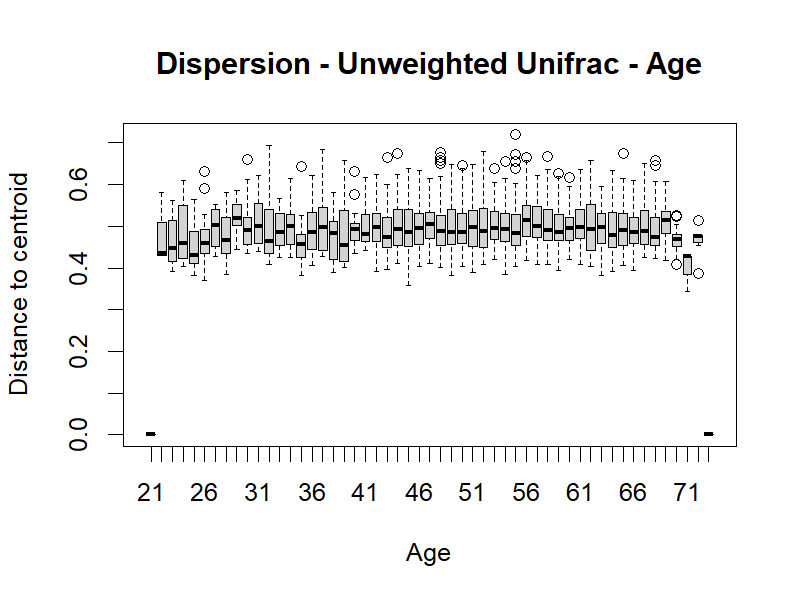 Dispersion - Unweighted Unifrac - Age
Distance to centroid
0.6
0.4
0.2
0.0
21 26 31 36 41 46 51 56 61 66 71
Age